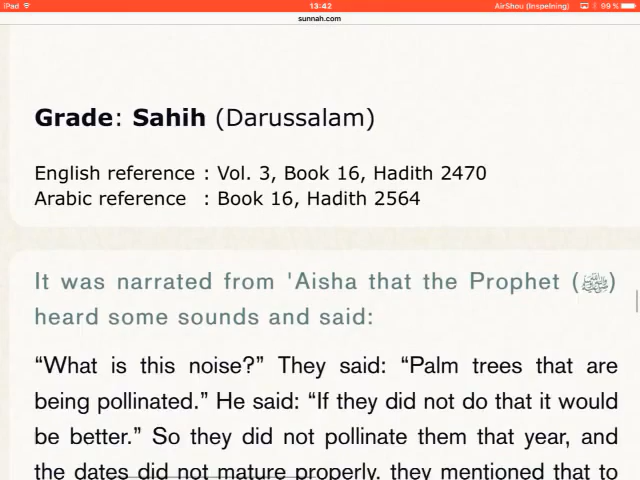 iPad 13:42 AirShou (Inspelning) 99 %
sunnah.com
Grade: Sahih (Darussalam)
English reference : Vol. 3, Book 16, Hadith 2470
Arabic reference : Book 16, Hadith 2564
It was narrated from 'Aisha that the Prophet (ﷺ)
heard some sounds and said:
“What is this noise?” They said: “Palm trees that are
being pollinated.” He said: “If they did not do that it would
be better.” So they did not pollinate them that year, and
the dates did not mature properly. they mentioned that to